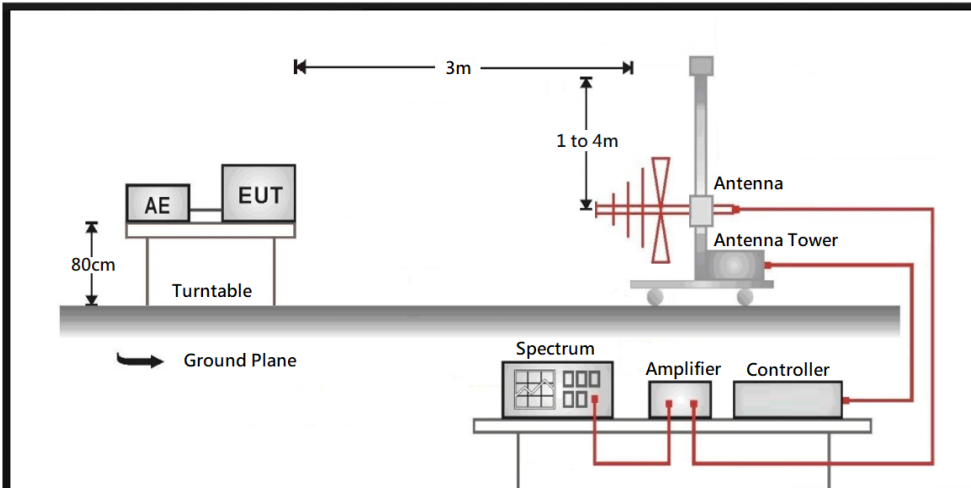 3m
1 to 4m
Antenna
AE
EUT
Antenna Tower
80cm
Turntable
Ground Plane
Spectrum
Amplifier
Controller